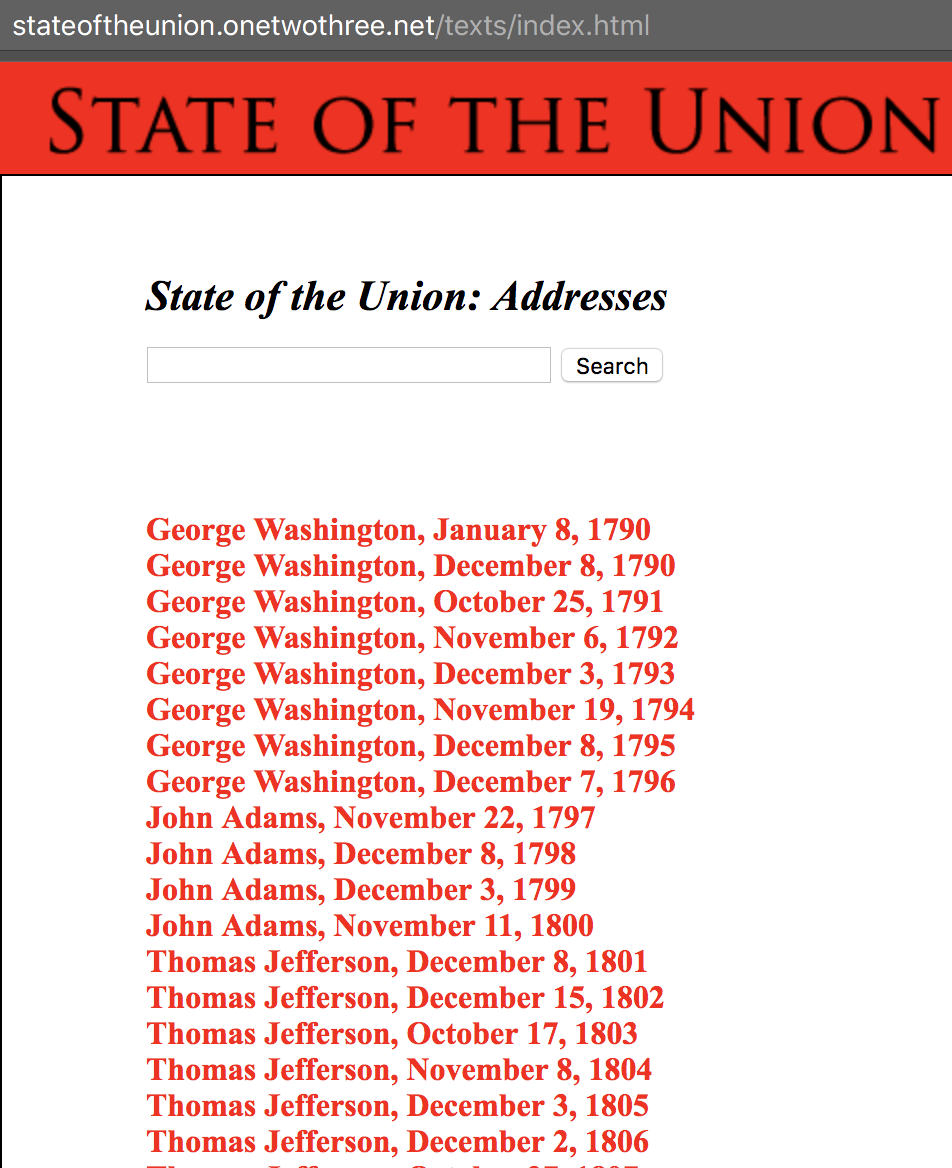 stateoftheunion.onetwothree.net/texts/index.html
STATE OF THE UNION
State of the Union: Addresses
Search
George Washington, January 8, 1790
George Washington, December 8, 1790
George Washington, October 25, 1791
George Washington, November 6, 1792
George Washington, December 3, 1793
George Washington, November 19, 1794
George Washington, December 8, 1795
George Washington, December 7, 1796
John Adams, November 22, 1797
John Adams, December 8, 1798
John Adams, December 3, 1799
John Adams, November 11, 1800
Thomas Jefferson, December 8, 1801
Thomas Jefferson, December 15, 1802
Thomas Jefferson, October 17, 1803
Thomas Jefferson, November 8, 1804
Thomas Jefferson, December 3, 1805
Thomas Jefferson, December 2, 1806